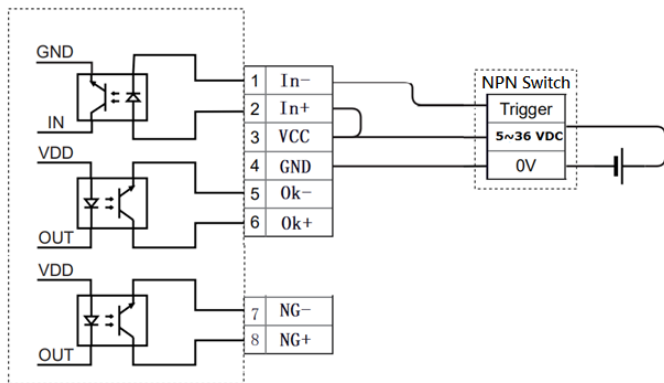 GND
IN
VDD
OUT
VDD
OUT
1 In-
2 In+
3 VCC
4 GND
5 Ok-
6 Ok+
7 NG-
8 NG+
NPN Switch
Trigger
5~36 VDC
0V